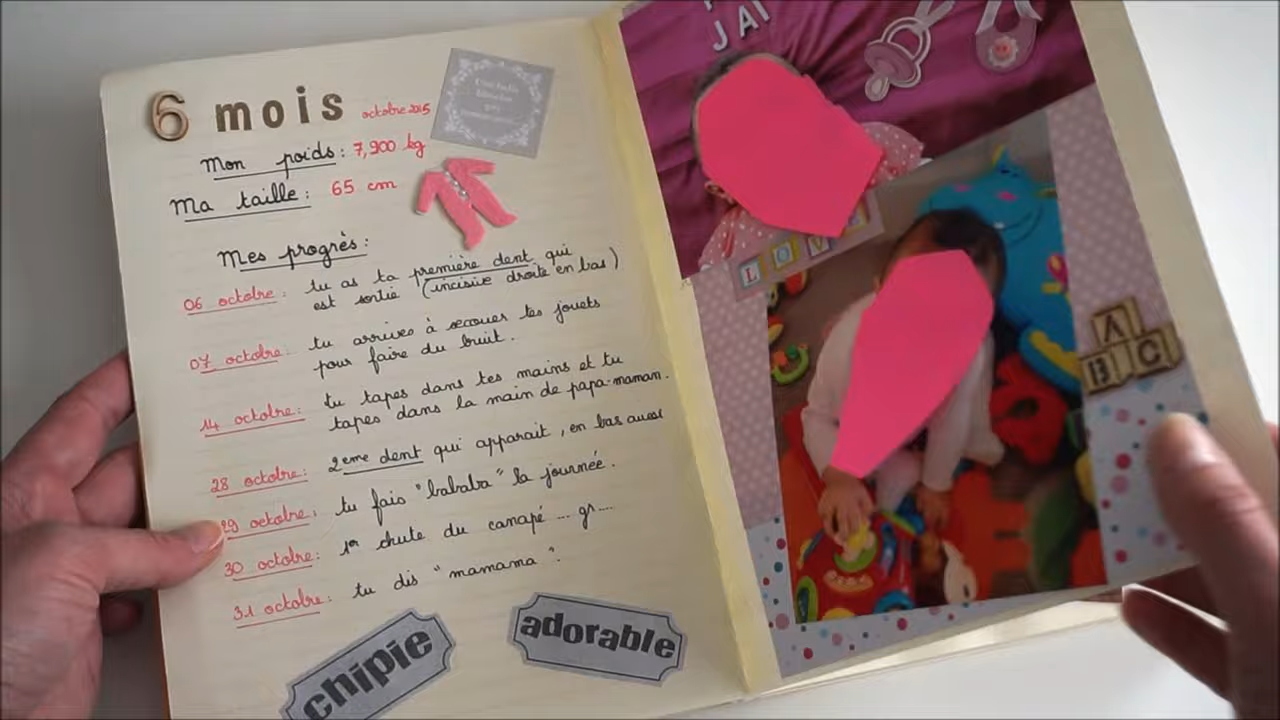 6 mois octobre 2015
Mon poids : 7,900 kg
Ma taille : 65 cm
Mes progrès :
06 octobre : tu as ta première dent qui
est sortie (incisive droite en bas)
07 octobre : tu arrives à secouer tes jouets
pour faire du bruit.
14 octobre : tu tapes dans tes mains et tu
tapes dans la main de papa-maman.
28 octobre : 2eme dent qui apparait, en bas aussi
29 octobre : tu fais "bababa" la journée.
30 octobre : 1er chute du canapé ... gr....
31 octobre : tu dis "mamama".
chipie
adorable
J'AI
LOVE
A
B C